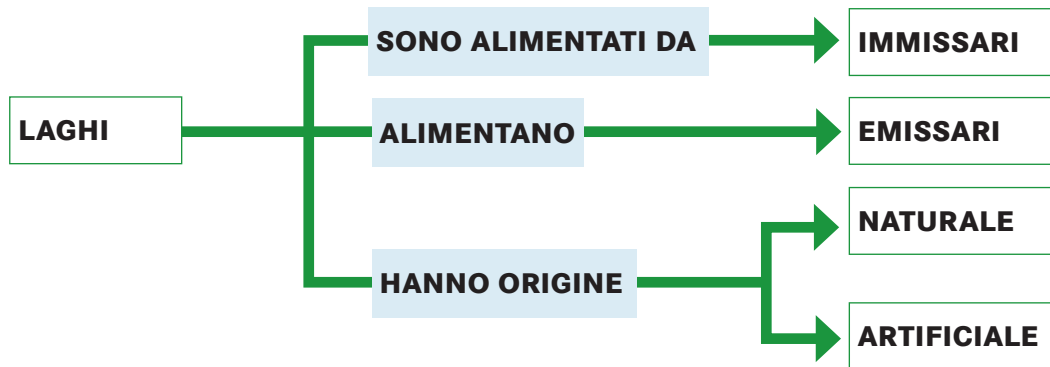 LAGHI
SONO ALIMENTATI DA
IMMISSARI
ALIMENTANO
EMISSARI
HANNO ORIGINE
NATURALE
ARTIFICIALE